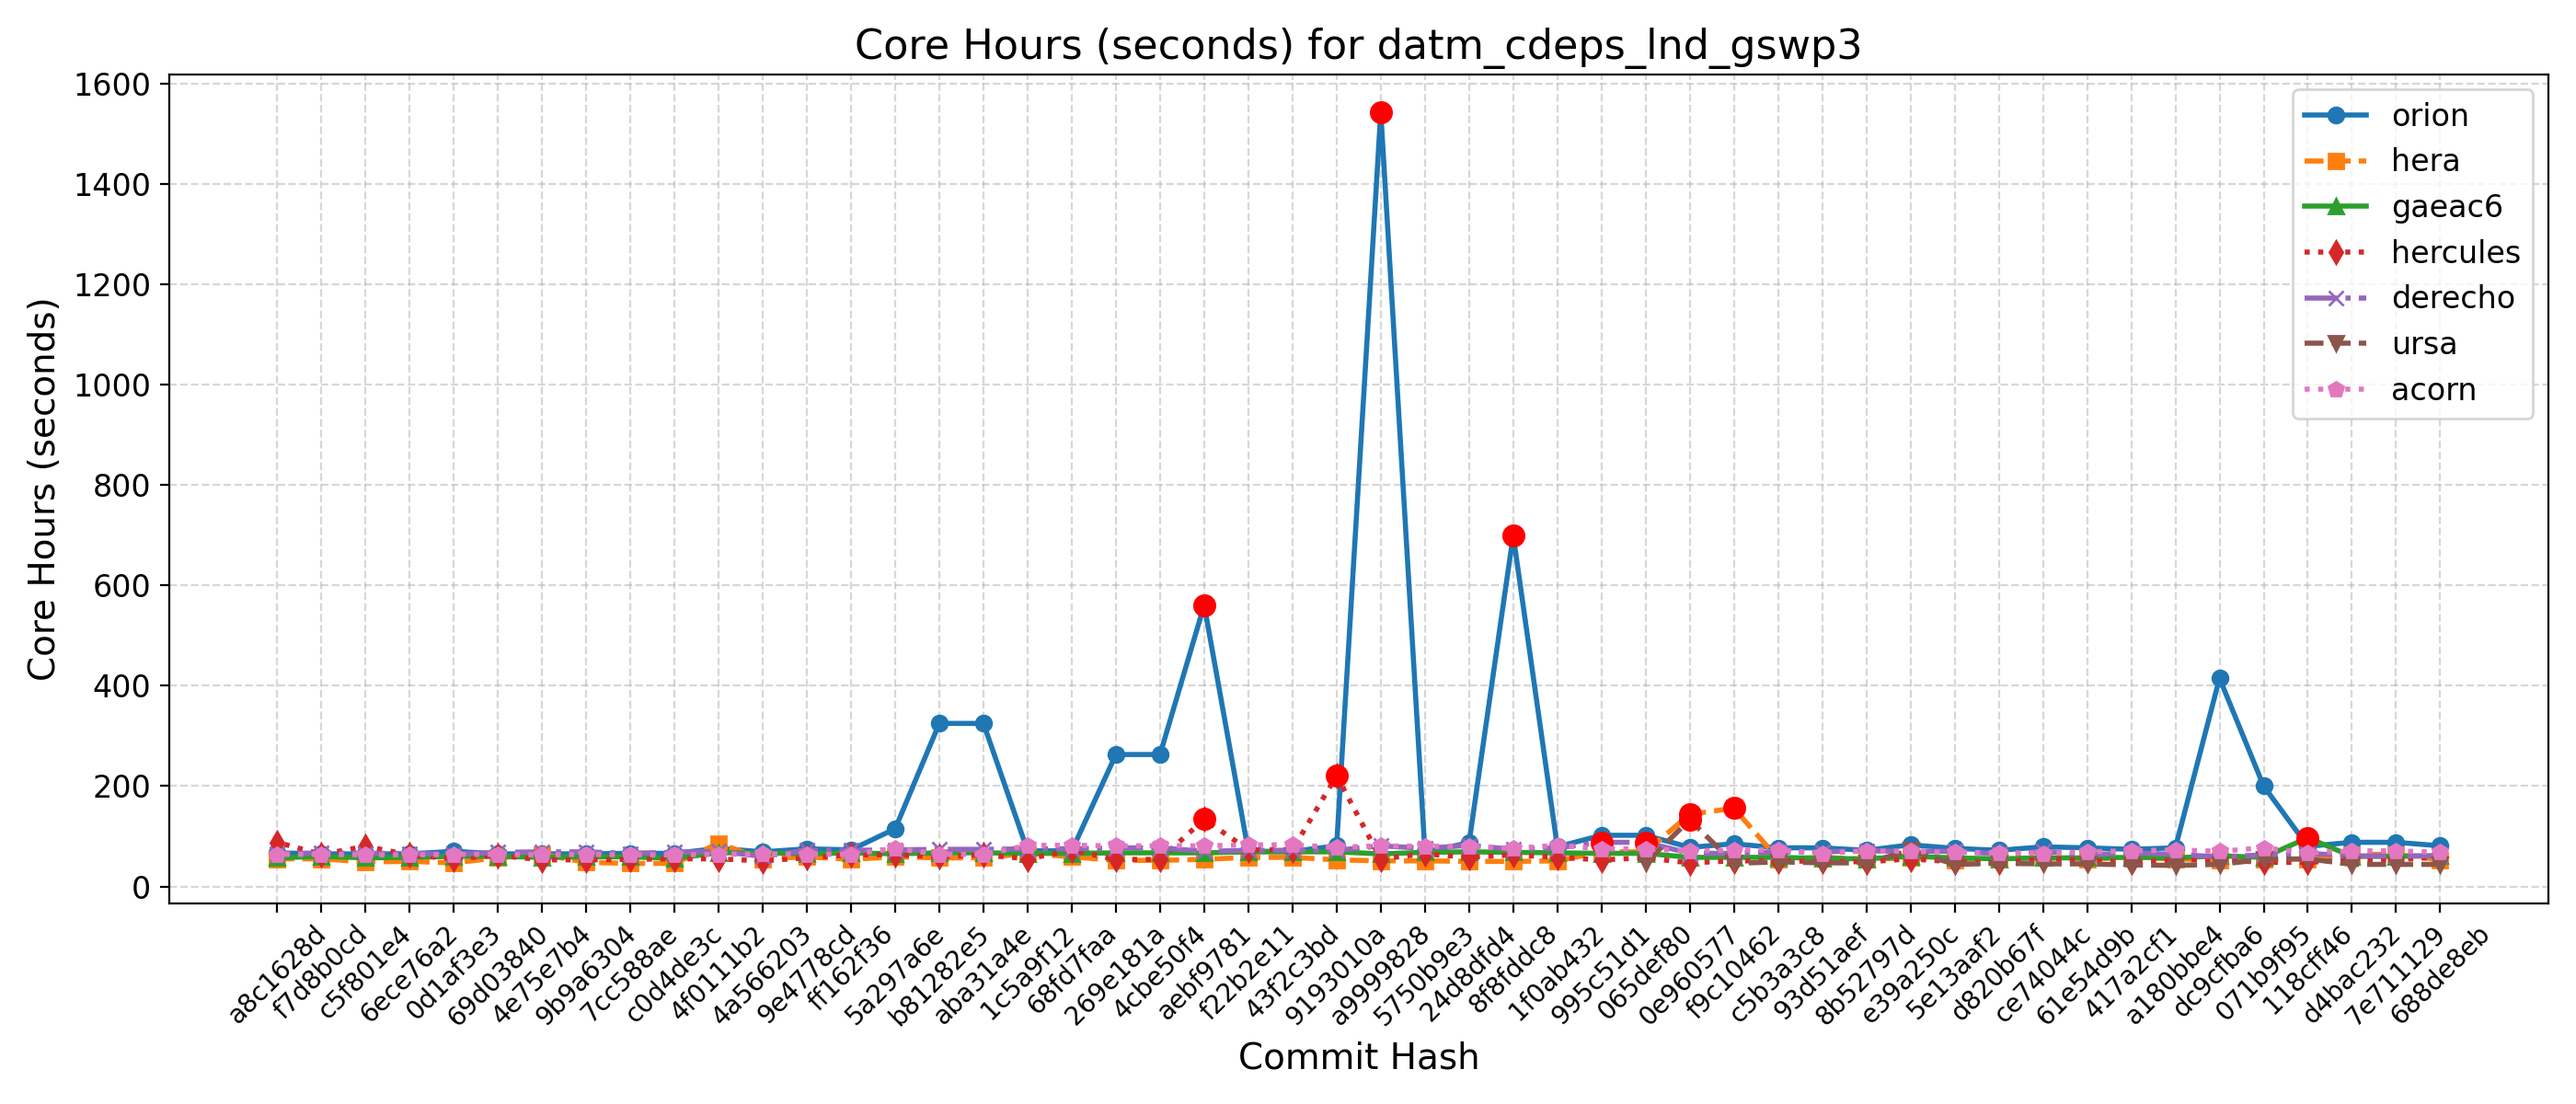 Core Hours (seconds) for datm_cdeps_lnd_gswp3
Core Hours (seconds)
1600
1400
1200
1000
800
600
400
200
0
orion
hera
gaeac6
hercules
derecho
ursa
acorn
a8c1628d
f7d8b0cd
c5f801e4
6ece76a2
0d1af3e3
69d03840
4e75e7b4
9b9a6304
7cc588ae
c0d4de3c
4f0111b2
4a566203
9e4778cd
ff162f36
5a297a6e
b81282e5
aba31a4e
1c5a9f12
68fd7faa
269e181a
4cbe50f4
aebf9781
f22b2e11
43f2c3bd
9193010a
a9999828
5750b9e3
24d8dfd4
8f8fddc8
1f0ab432
995c51d1
065def80
0e960577
f9c10462
c5b3a3c8
93d51aef
8b52797d
e39a250c
5e13aaf2
d820b67f
ce74044c
61e54d9b
417a2cf1
a180bbe4
dc9cfba6
071b9f95
118cff46
d4bac232
7e711129
688de8eb
Commit Hash